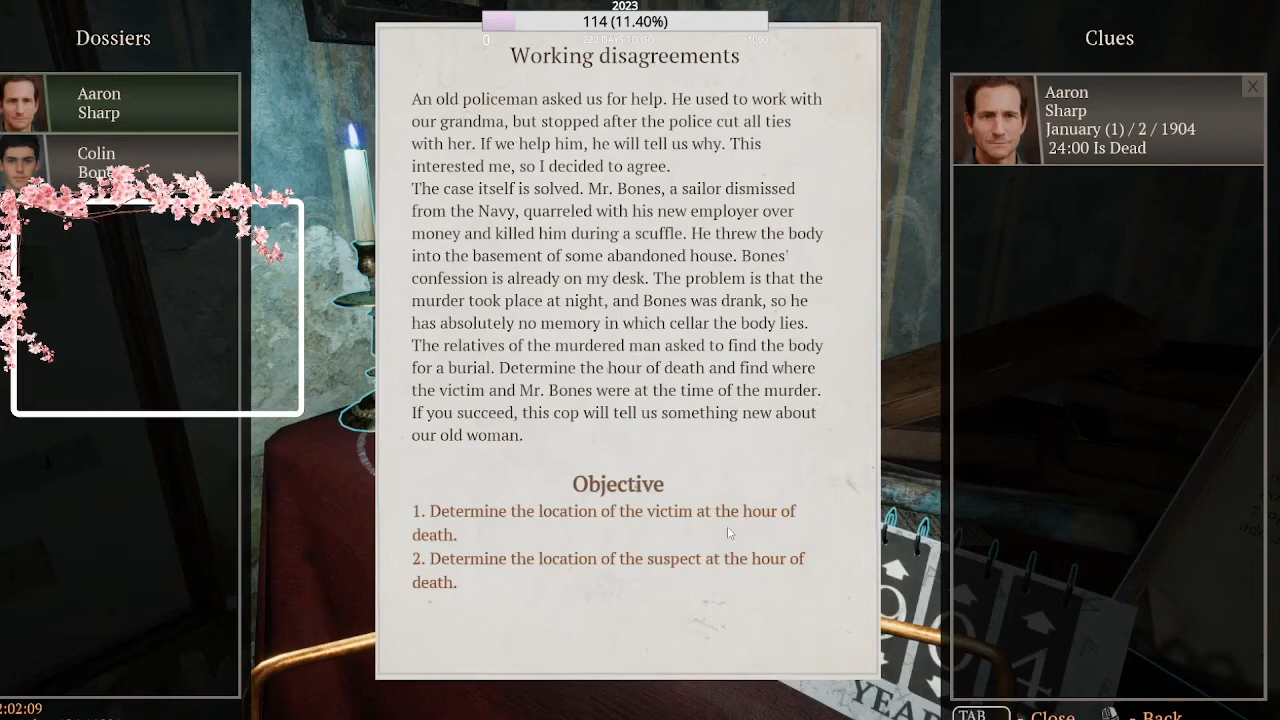 2023
114 (11.40%)
0
222 DAYS TO GO
1000
Dossiers
Aaron
Sharp
Colin
Working disagreements
An old policeman asked us for help. He used to work with
our grandma, but stopped after the police cut all ties
with her. If we help him, he will tell us why. This
interested me, so I decided to agree.
The case itself is solved. Mr. Bones, a sailor dismissed
from the Navy, quarreled with his new employer over
money and killed him during a scuffle. He threw the body
into the basement of some abandoned house. Bones'
confession is already on my desk. The problem is that the
murder took place at night, and Bones was drank, so he
has absolutely no memory in which cellar the body lies.
The relatives of the murdered man asked to find the body
for a burial. Determine the hour of death and find where
the victim and Mr. Bones were at the time of the murder.
If you succeed, this cop will tell us something new about
our old woman.
Objective
1. Determine the location of the victim at the hour of
death.
2. Determine the location of the suspect at the hour of
death.
Clues
Aaron
Sharp
January (1) / 2 / 1904
24:00 Is Dead
X
9 0 4
YEAR
2:02:09
TAB - Close
- Back